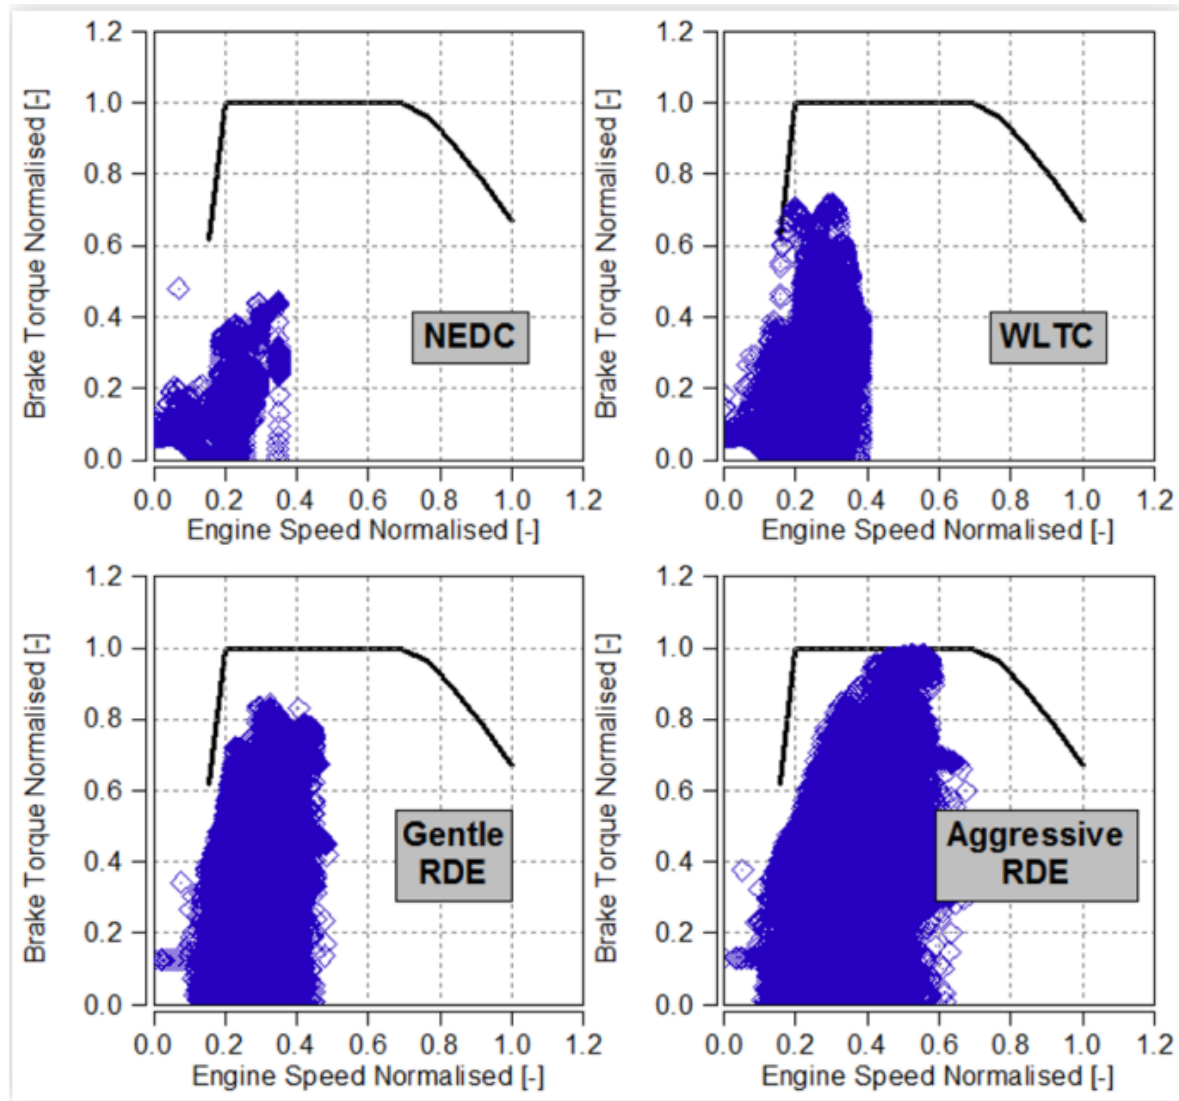 1.2
1.0
0.8
0.6
0.4
0.2
0.0
Brake Torque Normalised [-]
NEDC
0.0 0.2 0.4 0.6 0.8 1.0 1.2
Engine Speed Normalised [-]
1.2
1.0
0.8
0.6
0.4
0.2
0.0
Brake Torque Normalised [-]
WLTC
0.0 0.2 0.4 0.6 0.8 1.0 1.2
Engine Speed Normalised [-]
1.2
1.0
0.8
0.6
0.4
0.2
0.0
Brake Torque Normalised [-]
Gentle
RDE
0.0 0.2 0.4 0.6 0.8 1.0 1.2
Engine Speed Normalised [-]
1.2
1.0
0.8
0.6
0.4
0.2
0.0
Brake Torque Normalised [-]
Aggressive
RDE
0.0 0.2 0.4 0.6 0.8 1.0 1.2
Engine Speed Normalised [-]